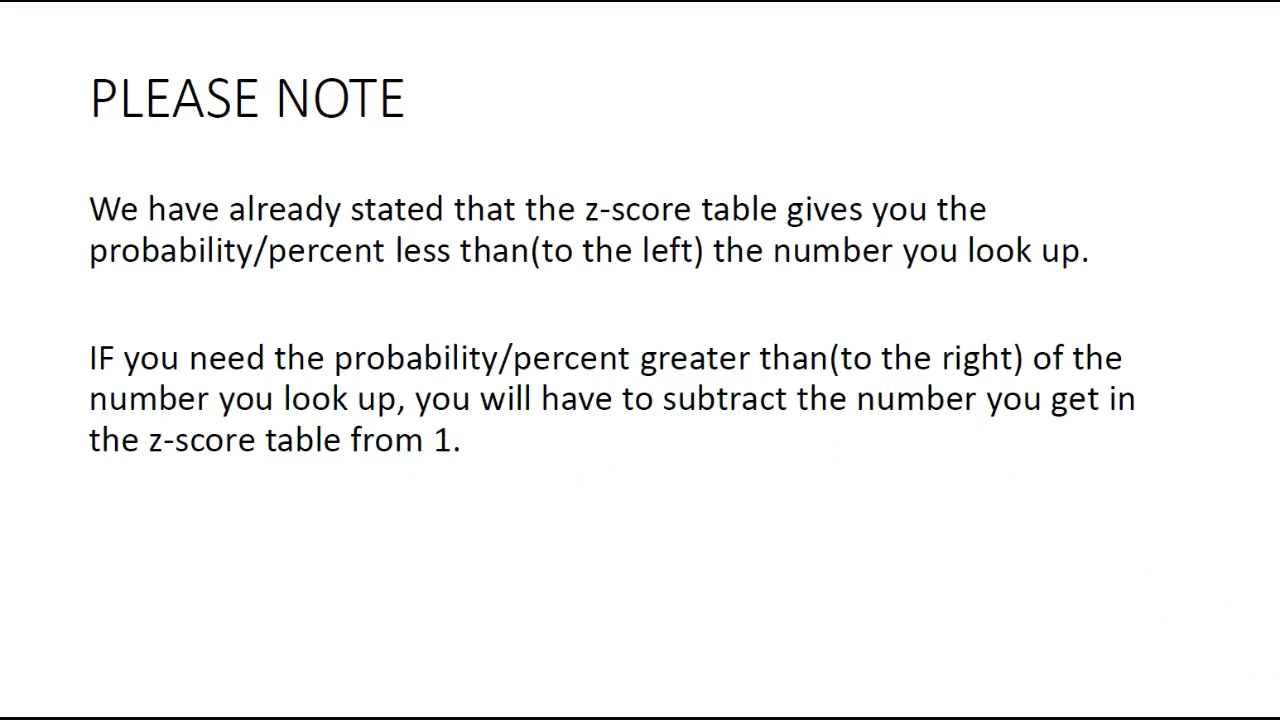 PLEASE NOTE
We have already stated that the z-score table gives you the
probability/percent less than(to the left) the number you look up.
IF you need the probability/percent greater than(to the right) of the
number you look up, you will have to subtract the number you get in
the z-score table from 1.